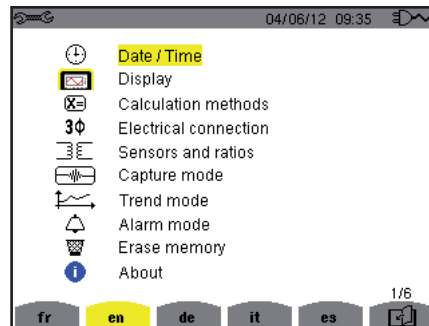 04/06/12 09:35
Date / Time
Display
X= Calculation methods
3Φ Electrical connection
Sensors and ratios
Capture mode
Trend mode
Alarm mode
Erase memory
i About
1/6
fr en de it es